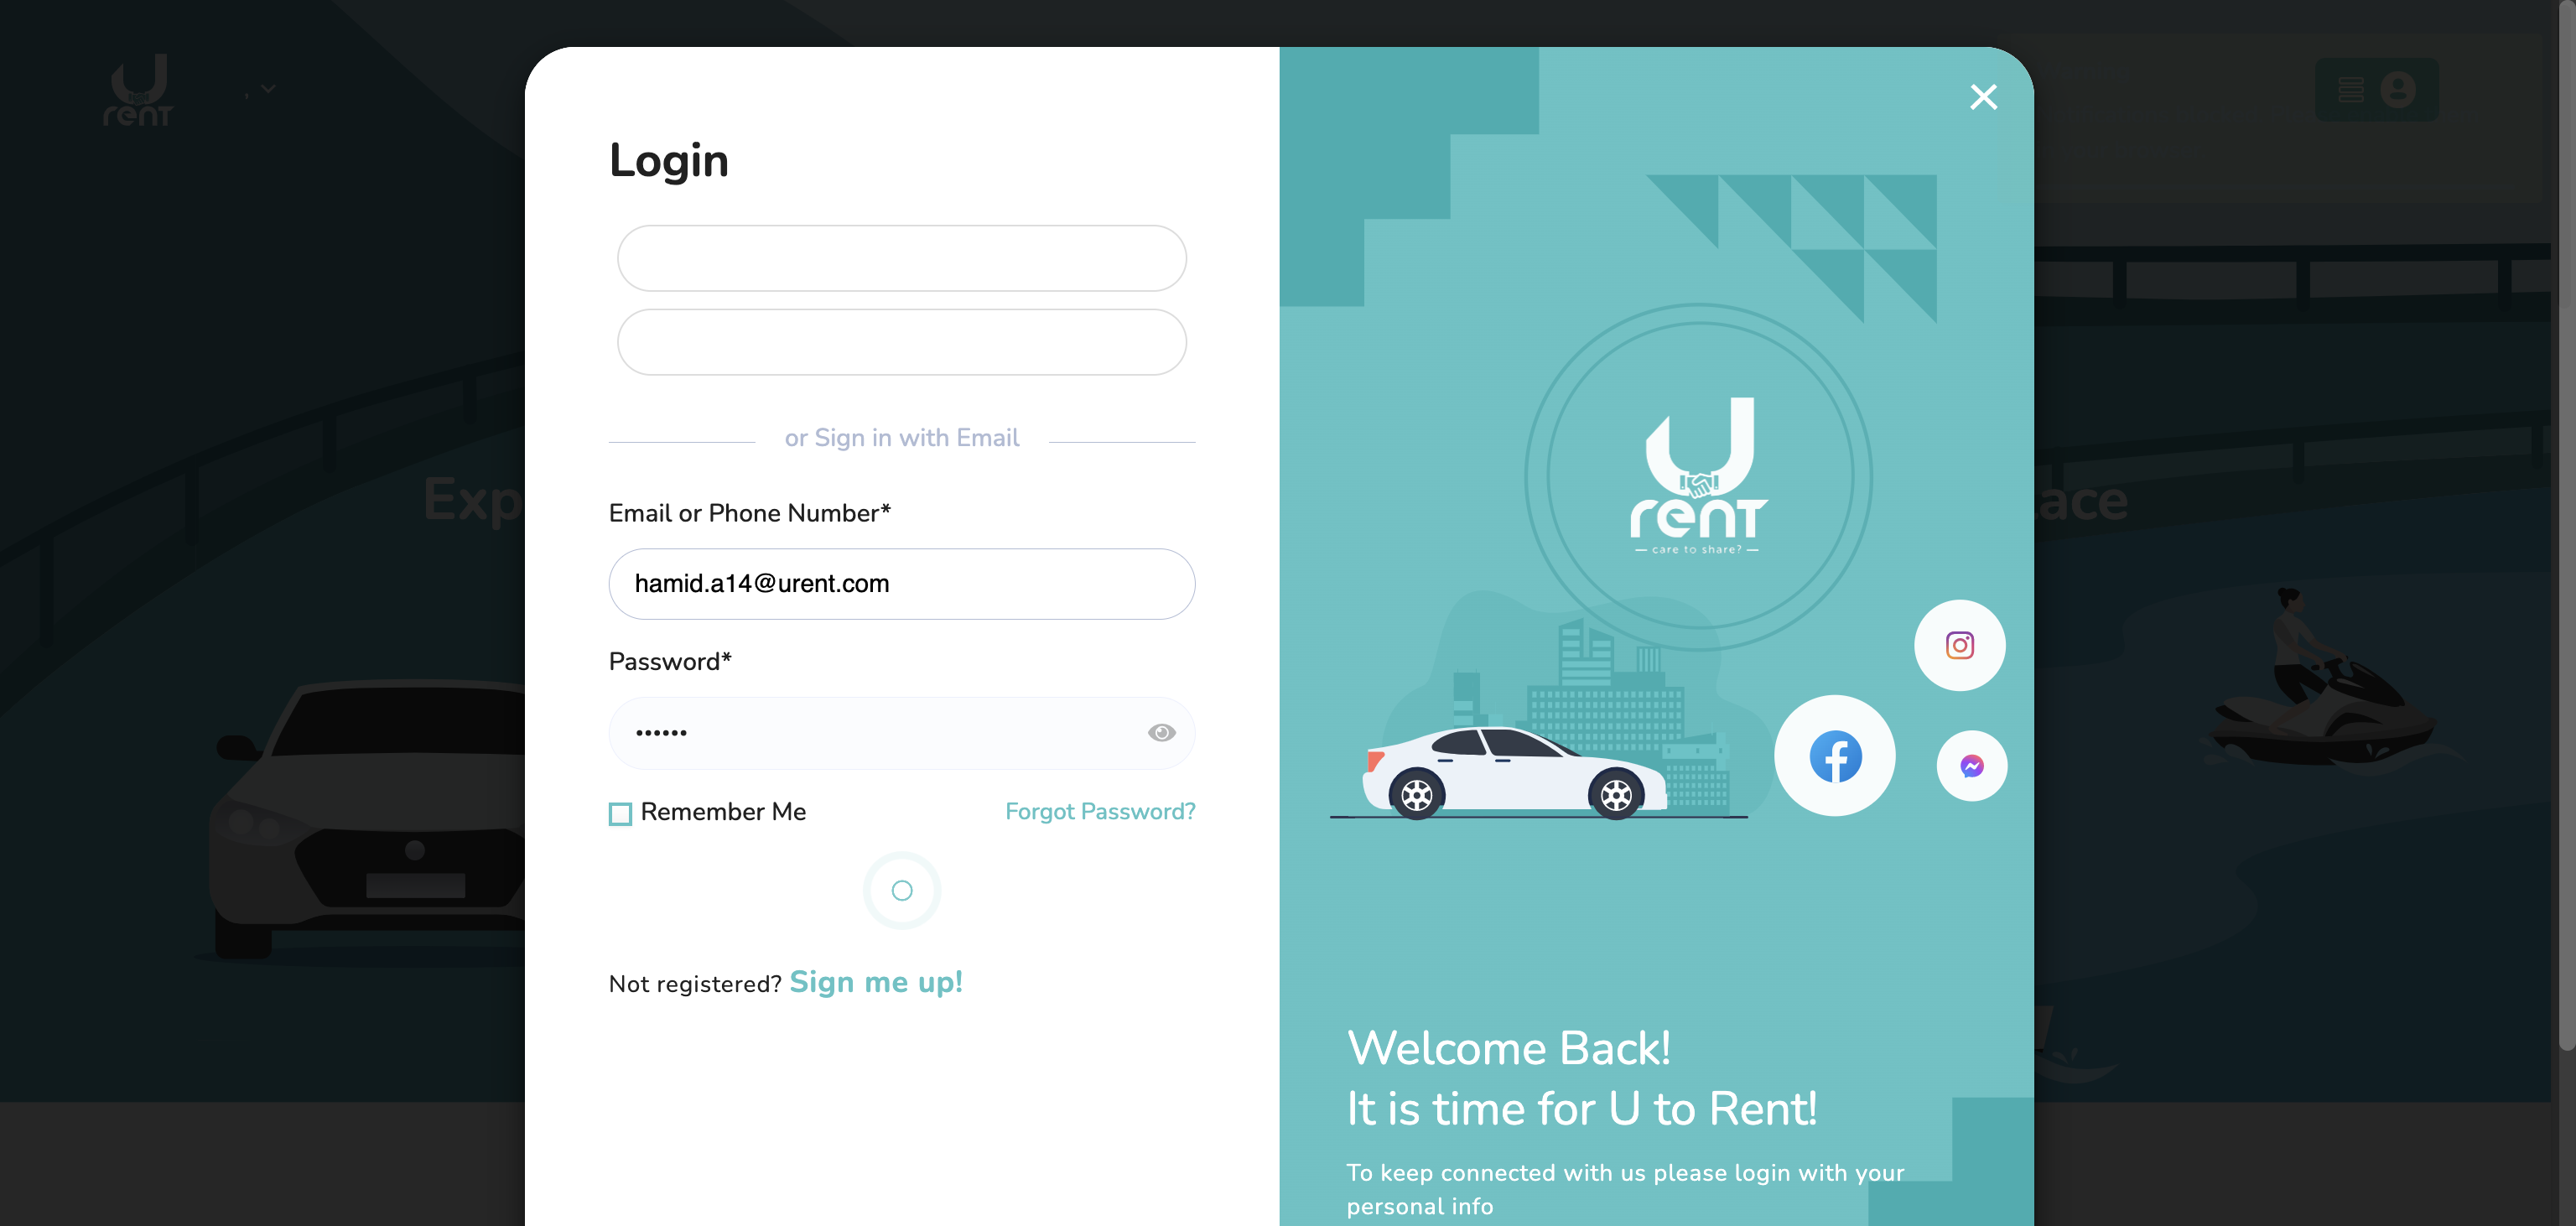 U
rent
Login
or Sign in with Email
Email or Phone Number*
hamid.a14@urent.com
Password*
••••••
Remember Me
Forgot Password?
Not registered? Sign me up!
U
rent
care to share?
Welcome Back!
It is time for U to Rent!
To keep connected with us please login with your
personal info
Exp
ace